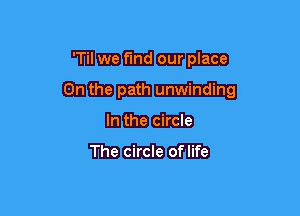 'Til we find our place
On the path unwinding
In the circle
The circle of life